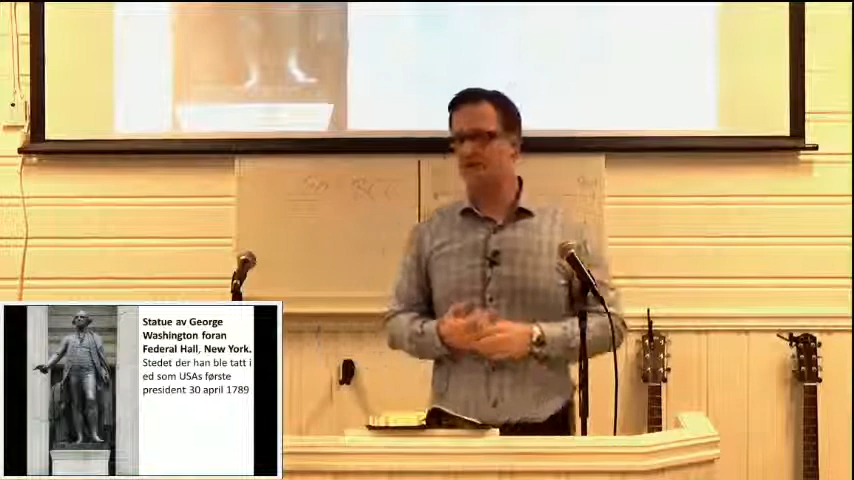 Statue av George
Washington foran
Federal Hall, New York.
Stedet der han ble tatt i
ed som USAs første
president 30 april 1789